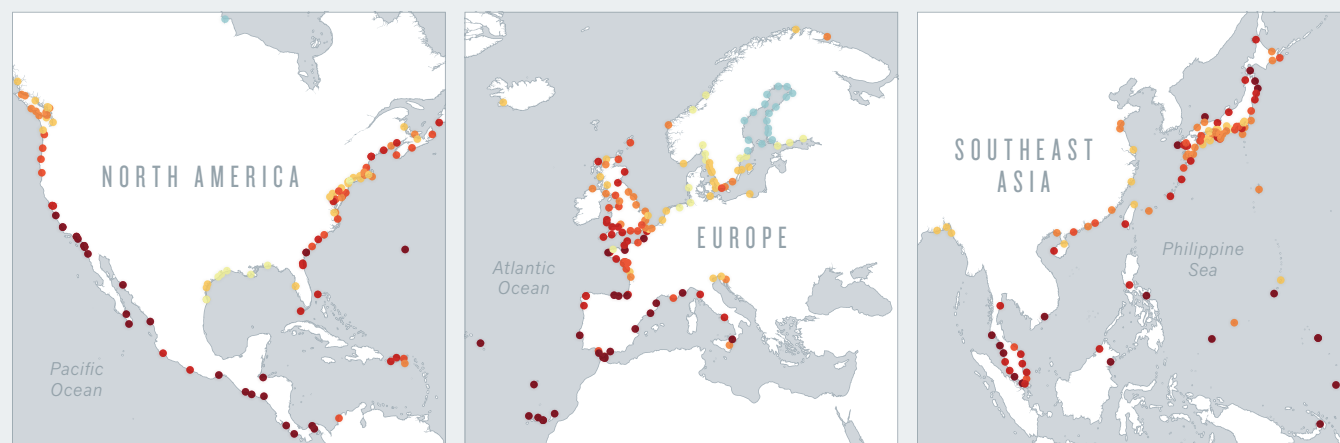 NORTH AMERICA
Pacific
Ocean
EUROPE
Atlantic
Ocean
SOUTHEAST
ASIA
Philippine
Sea